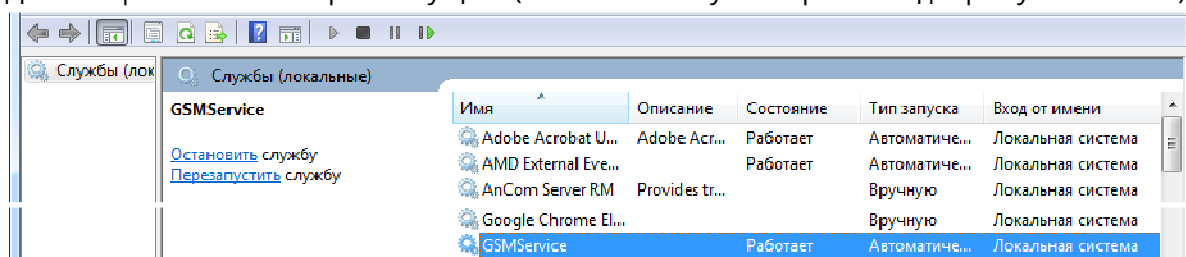 Службы (лок
Службы (локальные)
GSMService
Остановить службу
Перезапустить службу
Имя Описание Состояние Тип запуска Вход от имени
Adobe Acrobat U... Adobe Acr... Работает Автоматиче... Локальная система
AMD External Eve... Работает Автоматиче... Локальная система
AnCom Server RM Provides tr... Вручную Локальная система
Google Chrome El... Вручную Локальная система
GSMService Работает Автоматиче... Локальная система